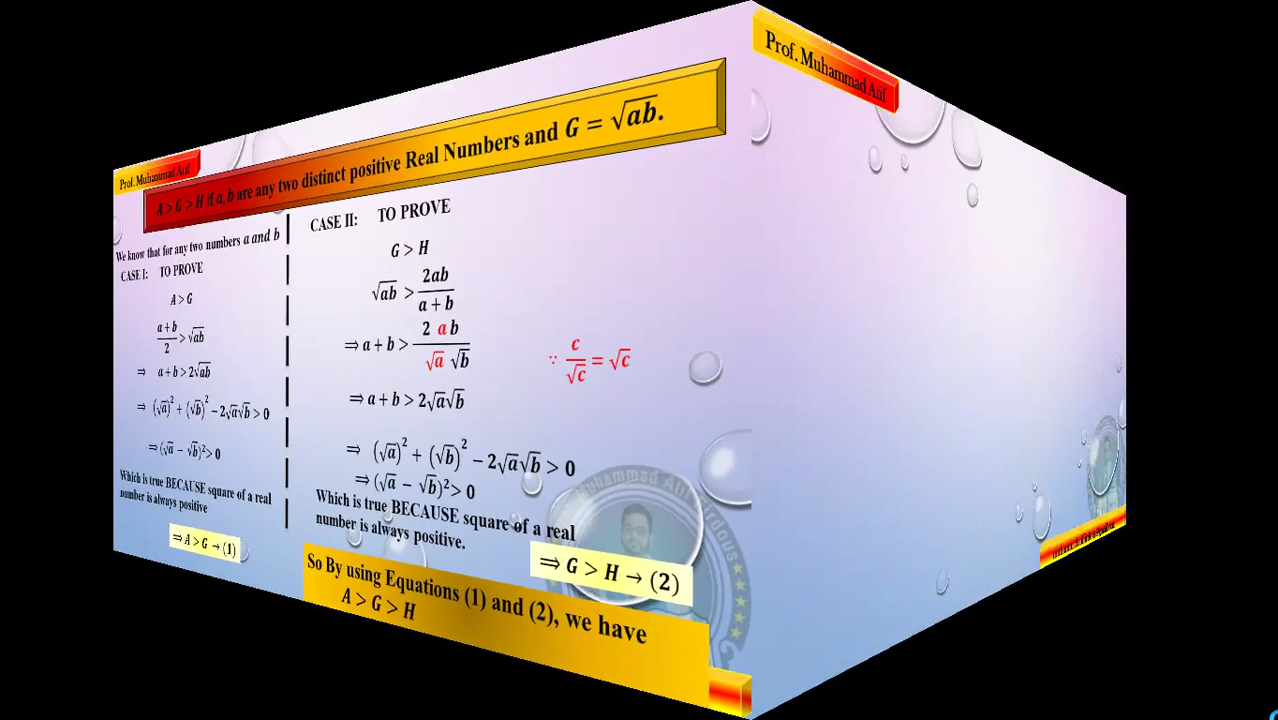 Prof. Muhammad Atif
A > G > H if a, b are any two distinct positive Real Numbers and G = √ab.
We know that for any two numbers a and b
CASE I: TO PROVE
A > G
(a + b)/2 > √ab
⇒ a + b > 2√ab
⇒ (√a)² + (√b)² − 2√a√b > 0
⇒ (√a − √b)² > 0
Which is true BECAUSE square of a real
number is always positive
⇒ A > G → (1)
CASE II: TO PROVE
G > H
√ab > 2ab/(a + b)
⇒ a + b > 2 a b/(√a √b)
∵ c/√c = √c
⇒ a + b > 2√a√b
⇒ (√a)² + (√b)² − 2√a√b > 0
⇒ (√a − √b)² > 0
Which is true BECAUSE square of a real
number is always positive.
⇒ G > H → (2)
So By using Equations (1) and (2), we have
A > G > H
Prof. Muhammad Atif